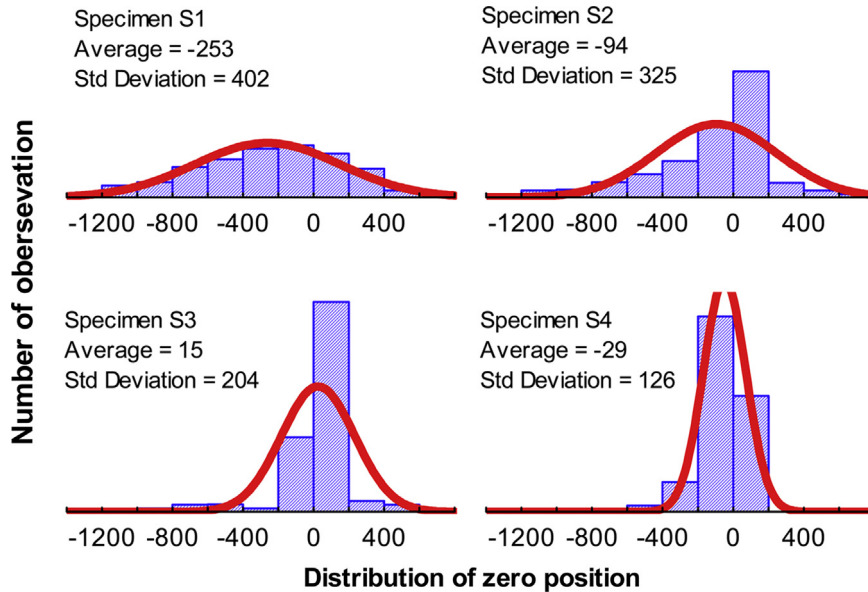 Specimen S1
Average = -253
Std Deviation = 402
Specimen S2
Average = -94
Std Deviation = 325
-1200 -800 -400 0 400
-1200 -800 -400 0 400
Number of obersevation
Specimen S3
Average = 15
Std Deviation = 204
Specimen S4
Average = -29
Std Deviation = 126
-1200 -800 -400 0 400
-1200 -800 -400 0 400
Distribution of zero position